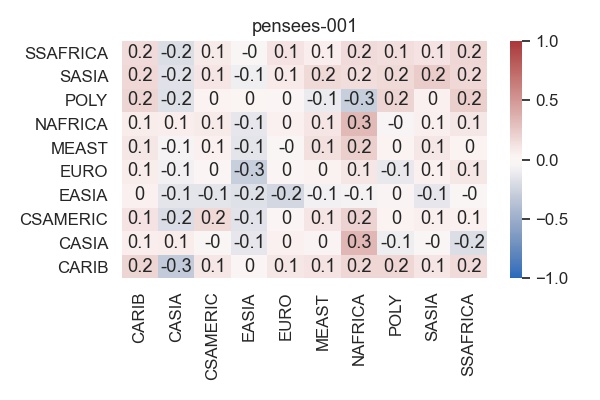 pensees-001
SSAFRICA 0.2 -0.2 0.1 -0 0.1 0.1 0.2 0.1 0.1 0.2
SASIA 0.2 -0.2 0.1 -0.1 0.1 0.2 0.2 0.2 0.2 0.2
POLY 0.2 -0.2 0 0 0 -0.1 -0.3 0.2 0 0.2
NAFRICA 0.1 0.1 0.1 -0.1 0 0.1 0.3 -0 0.1 0.1
MEAST 0.1 -0.1 0.1 -0.1 -0 0.1 0.2 0 0.1 0
EURO 0.1 -0.1 0 -0.3 0 0 0.1 -0.1 0.1 0.1
EASIA 0 -0.1 -0.1 -0.2 -0.2 -0.1 -0.1 0 -0.1 -0
CSAMERIC 0.1 -0.2 0.2 -0.1 0 0.1 0.2 0 0.1 0.1
CASIA 0.1 0.1 -0 -0.1 0 0 0.3 -0.1 -0 -0.2
CARIB 0.2 -0.3 0.1 0 0.1 0.1 0.2 0.2 0.1 0.2
CARIB CASIA CSAMERIC EASIA EURO MEAST NAFRICA POLY SASIA SSAFRICA
1.0
0.5
0.0
−0.5
−1.0